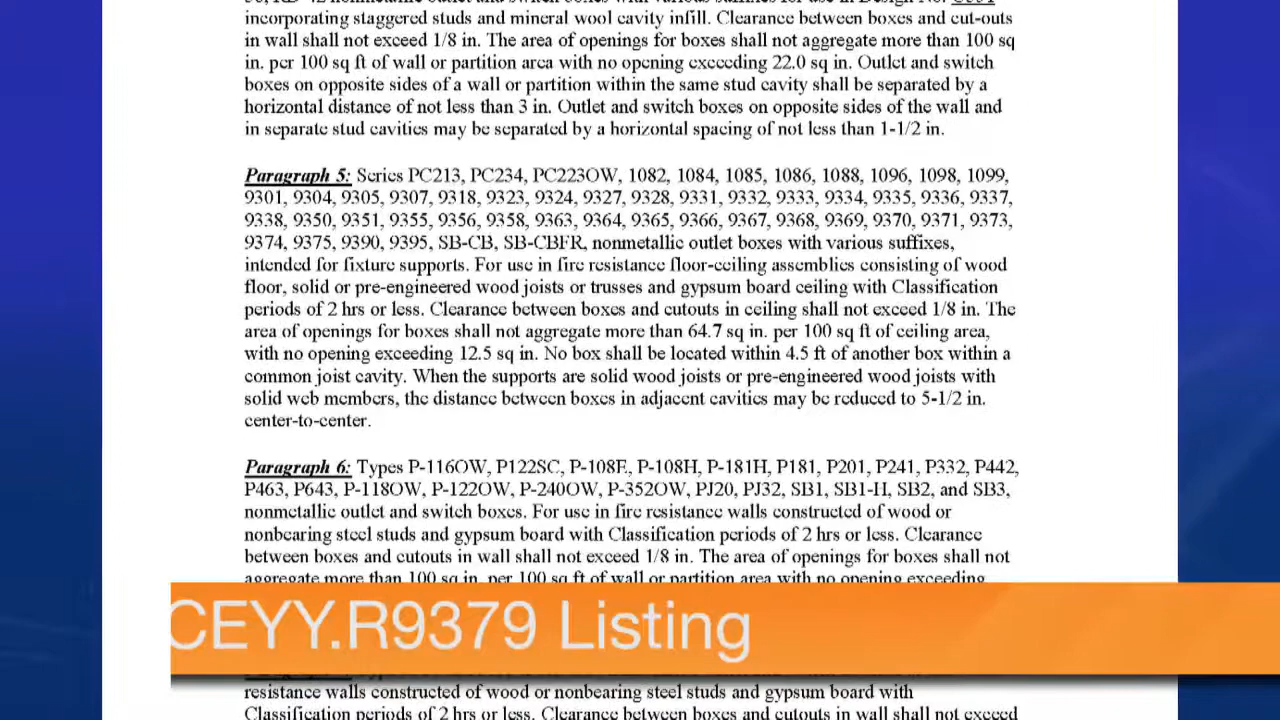 incorporating staggered studs and mineral wool cavity infill. Clearance between boxes and cut-outs
in wall shall not exceed 1/8 in. The area of openings for boxes shall not aggregate more than 100 sq
in. per 100 sq ft of wall or partition area with no opening exceeding 22.0 sq in. Outlet and switch
boxes on opposite sides of a wall or partition within the same stud cavity shall be separated by a
horizontal distance of not less than 3 in. Outlet and switch boxes on opposite sides of the wall and
in separate stud cavities may be separated by a horizontal spacing of not less than 1-1/2 in.
Paragraph 5: Series PC213, PC234, PC223OW, 1082, 1084, 1085, 1086, 1088, 1096, 1098, 1099,
9301, 9304, 9305, 9307, 9318, 9323, 9324, 9327, 9328, 9331, 9332, 9333, 9334, 9335, 9336, 9337,
9338, 9350, 9351, 9355, 9356, 9358, 9363, 9364, 9365, 9366, 9367, 9368, 9369, 9370, 9371, 9373,
9374, 9375, 9390, 9395, SB-CB, SB-CBFR, nonmetallic outlet boxes with various suffixes,
intended for fixture supports. For use in fire resistance floor-ceiling assemblies consisting of wood
floor, solid or pre-engineered wood joists or trusses and gypsum board ceiling with Classification
periods of 2 hrs or less. Clearance between boxes and cutouts in ceiling shall not exceed 1/8 in. The
area of openings for boxes shall not aggregate more than 64.7 sq in. per 100 sq ft of ceiling area,
with no opening exceeding 12.5 sq in. No box shall be located within 4.5 ft of another box within a
common joist cavity. When the supports are solid wood joists or pre-engineered wood joists with
solid web members, the distance between boxes in adjacent cavities may be reduced to 5-1/2 in.
center-to-center.
Paragraph 6: Types P-116OW, P122SC, P-108F, P-108H, P-181H, P181, P201, P241, P332, P442,
P463, P643, P-118OW, P-122OW, P-240OW, P-352OW, PJ20, PJ32, SB1, SB1-H, SB2, and SB3,
nonmetallic outlet and switch boxes. For use in fire resistance walls constructed of wood or
nonbearing steel studs and gypsum board with Classification periods of 2 hrs or less. Clearance
between boxes and cutouts in wall shall not exceed 1/8 in. The area of openings for boxes shall not
aggregate more than 100 sq in. per 100 sq ft of wall or partition area with no opening exceeding
CEYY.R9379 Listing
resistance walls constructed of wood or nonbearing steel studs and gypsum board with
Classification periods of 2 hrs or less. Clearance between boxes and cutouts in wall shall not exceed